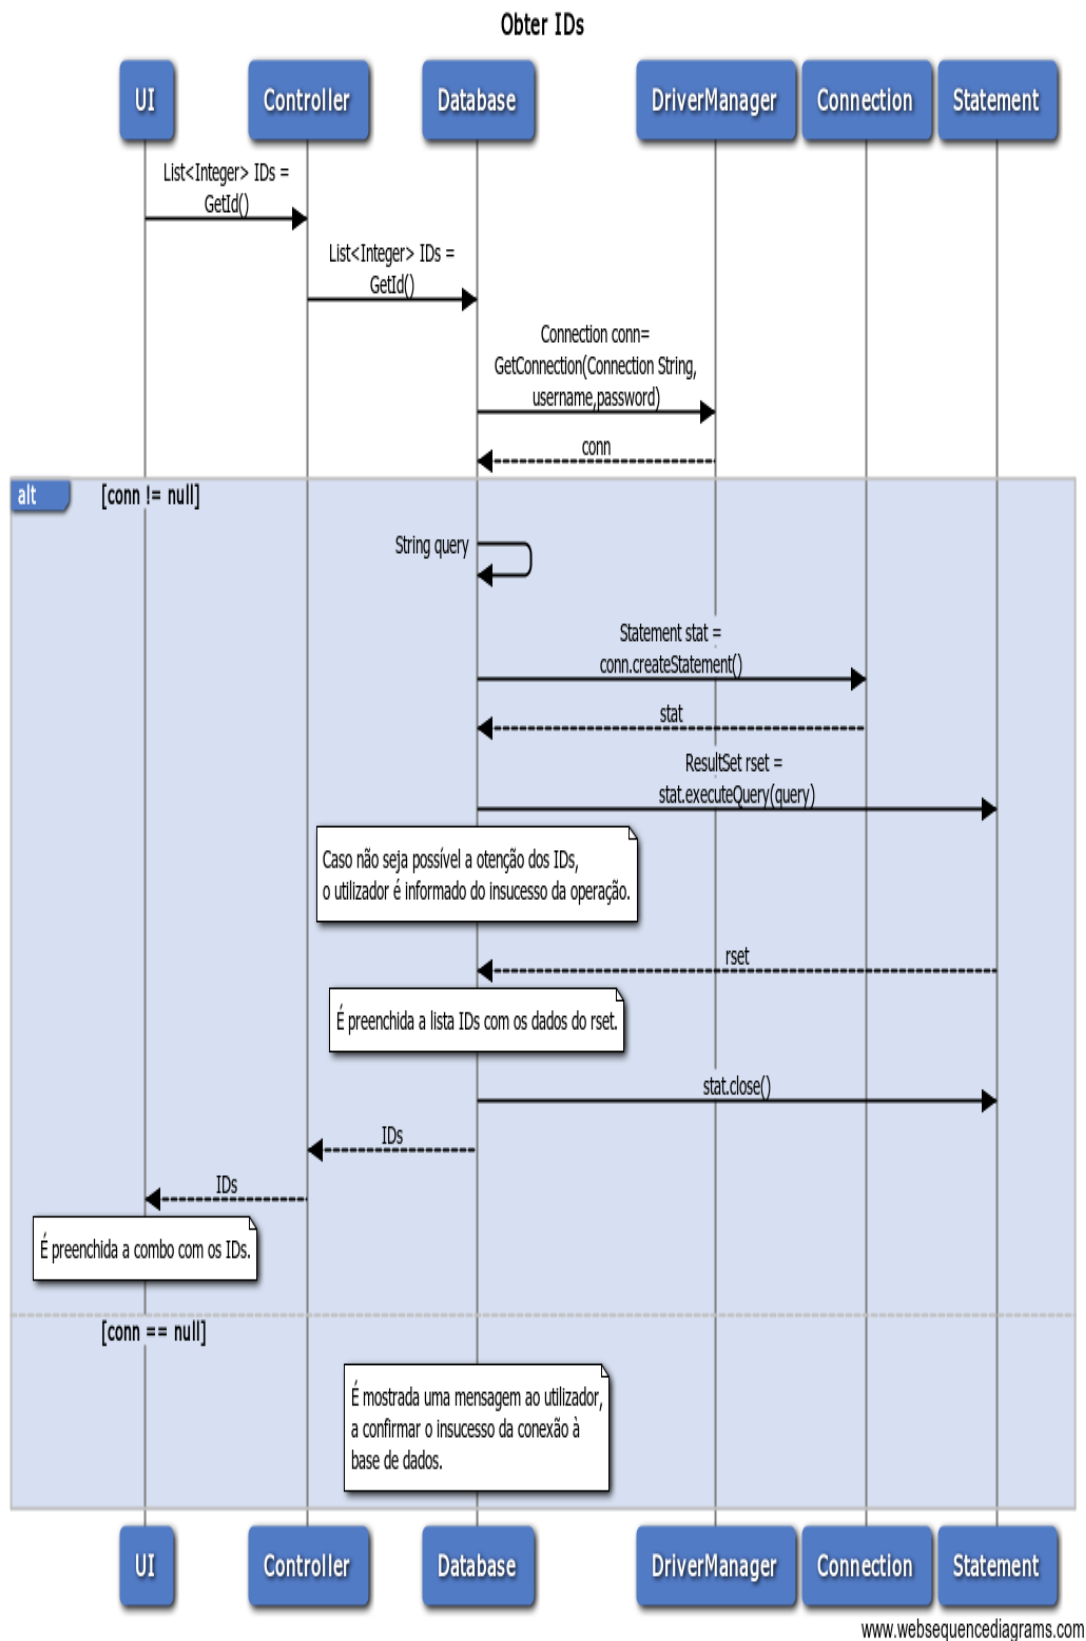 Obter IDs
UI
Controller
Database
DriverManager
Connection
Statement
List<Integer> IDs =
GetId()
List<Integer> IDs =
GetId()
Connection conn=
GetConnection(Connection String,
username,password)
conn
alt
[conn != null]
String query
Statement stat =
conn.createStatement()
stat
ResultSet rset =
stat.executeQuery(query)
Caso não seja possível a otenção dos IDs,
o utilizador é informado do insucesso da operação.
rset
É preenchida a lista IDs com os dados do rset.
stat.close()
IDs
IDs
É preenchida a combo com os IDs.
[conn == null]
É mostrada uma mensagem ao utilizador,
a confirmar o insucesso da conexão à
base de dados.
UI
Controller
Database
DriverManager
Connection
Statement
www.websequencediagrams.com